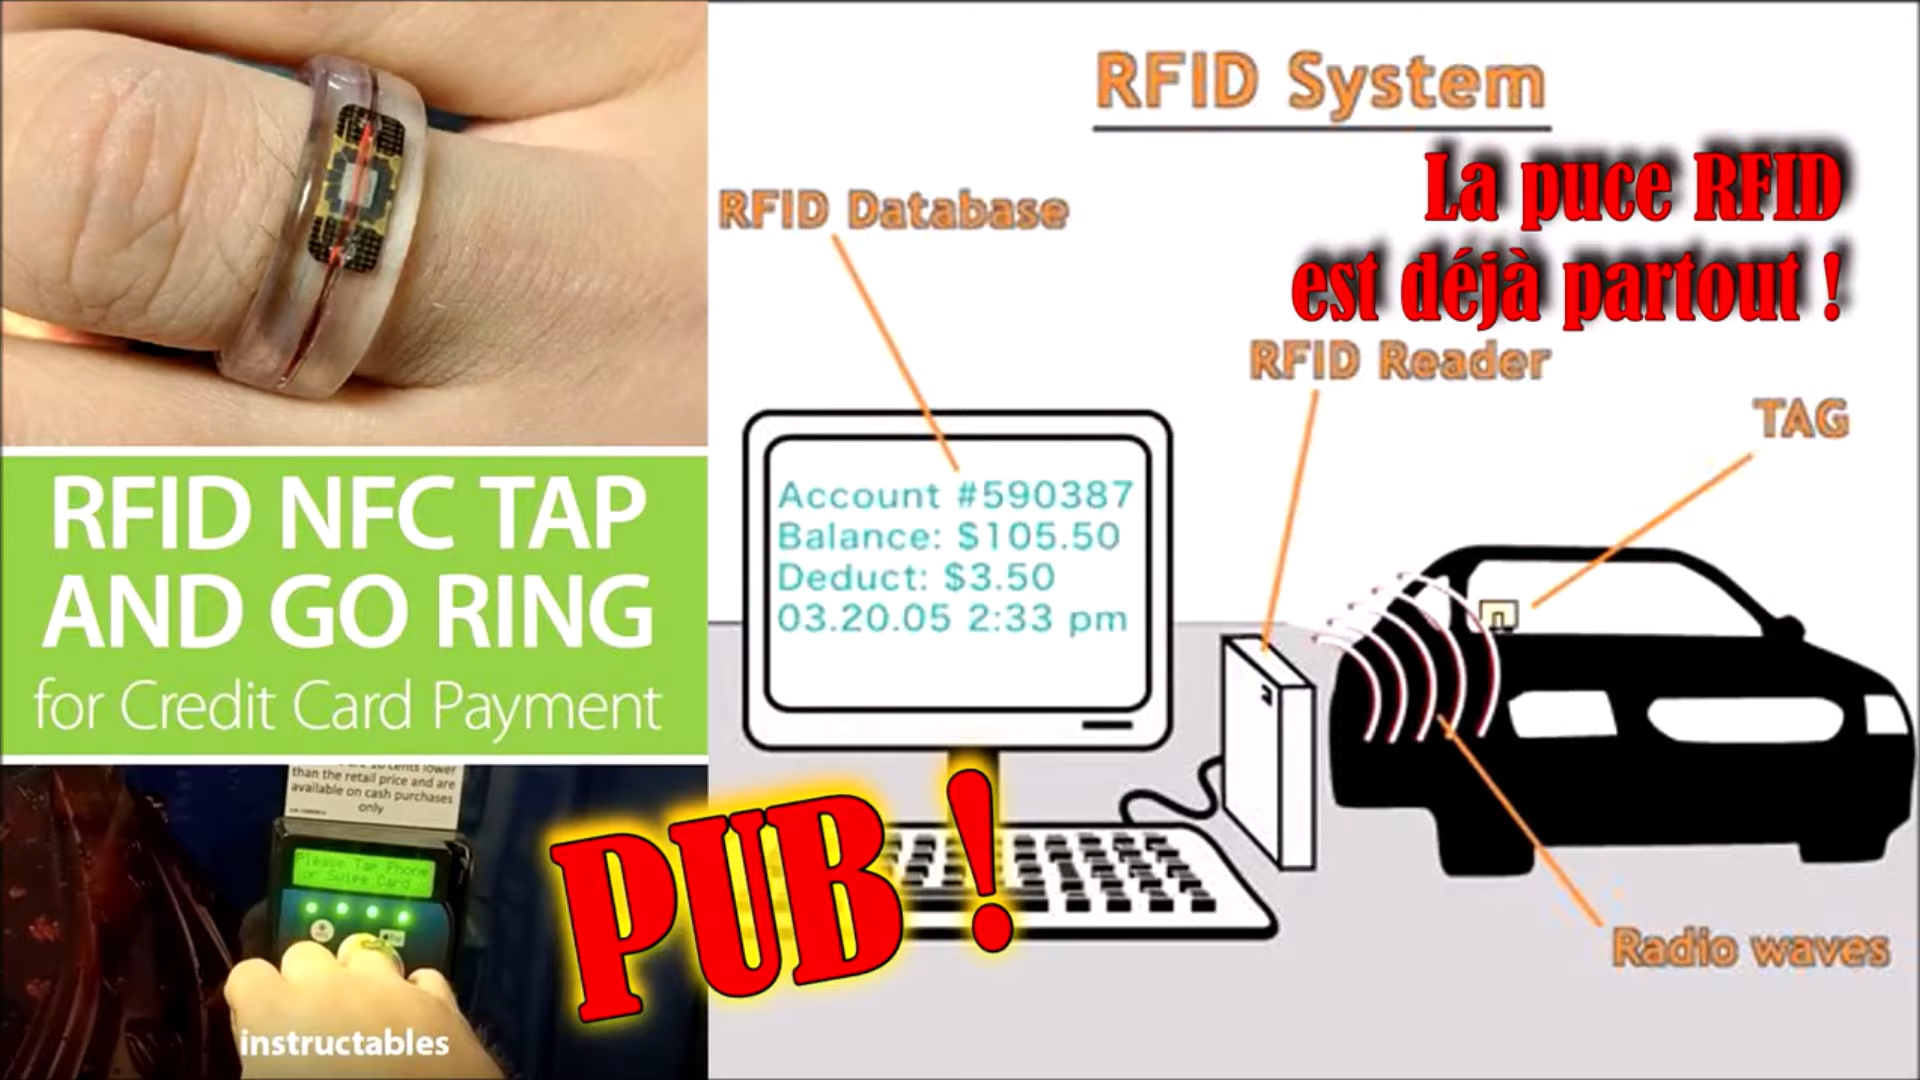 RFID NFC TAP
AND GO RING
for Credit Card Payment
than the retail price and are
available on cash purchases
only
Please Tap Phone
or Swipe Card
instructables
RFID System
La puce RFID
est déjà partout !
RFID Database
RFID Reader
TAG
Account #590387
Balance: $105.50
Deduct: $3.50
03.20.05 2:33 pm
PUB !
Radio waves